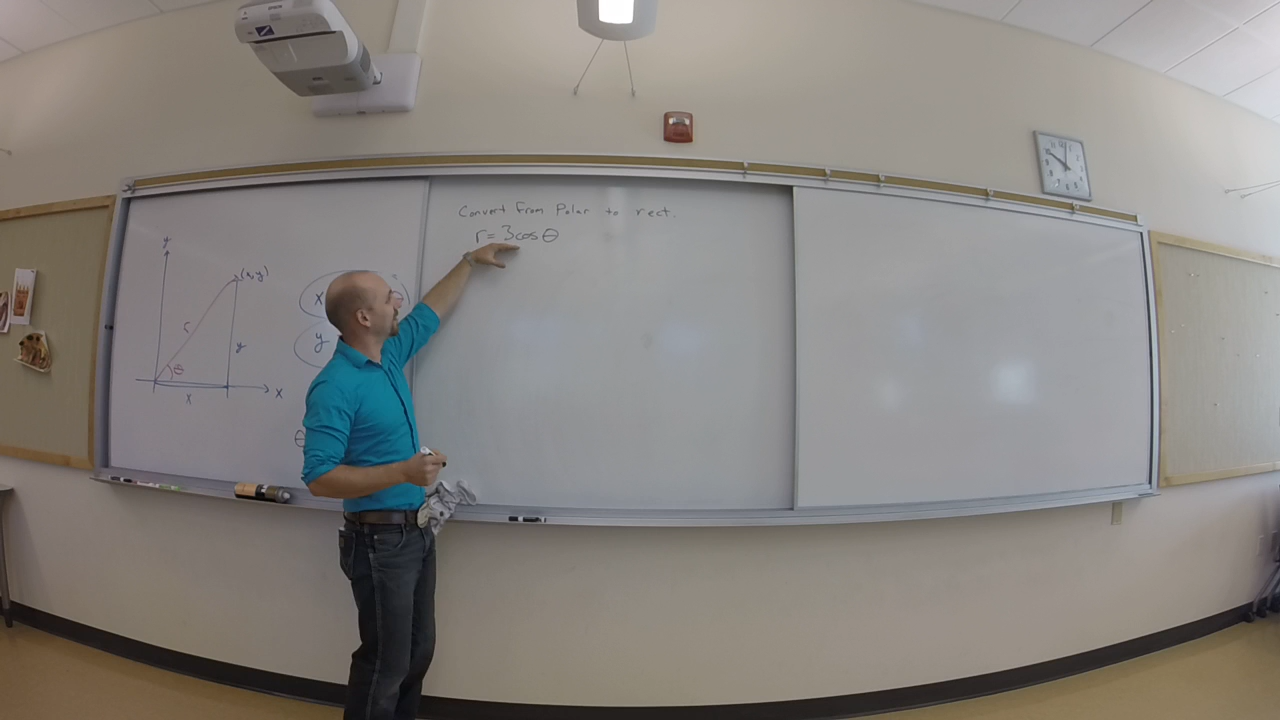 Convert From Polar to rect.
r = 3cos θ
y
(x,y)
r
y
θ
x
x
x
y
θ